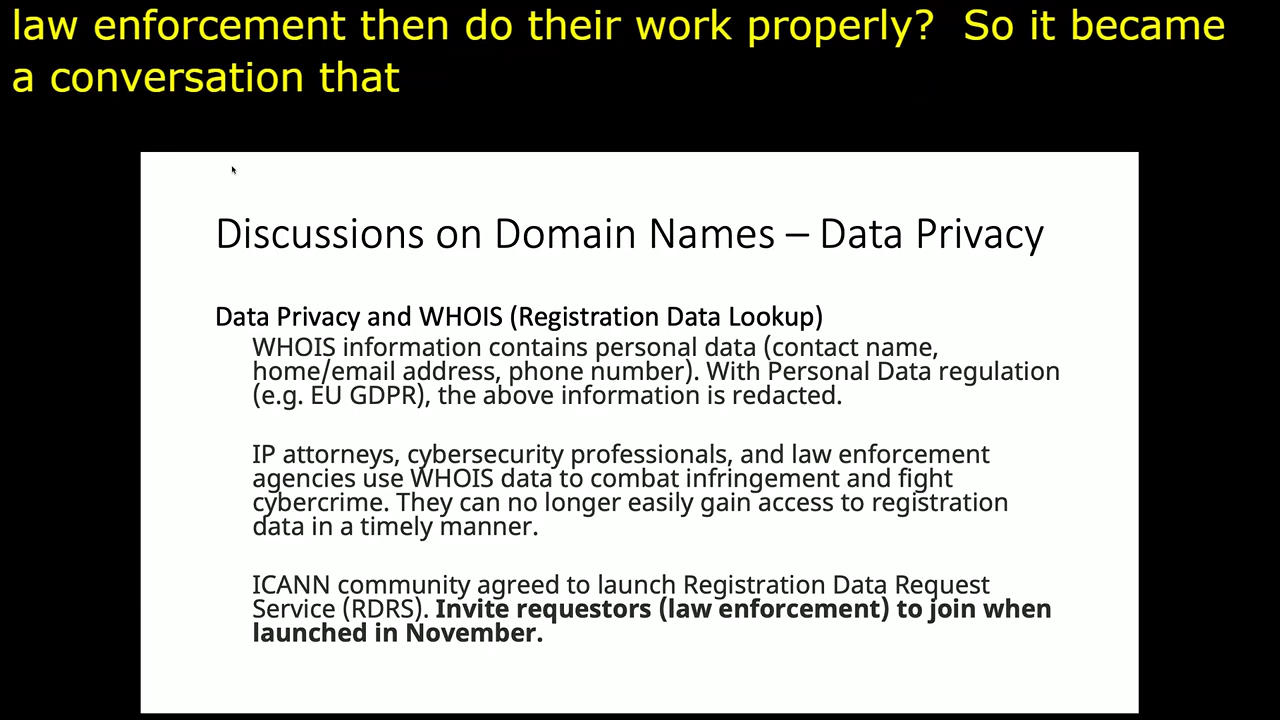 law enforcement then do their work properly?  So it became
a conversation that
Discussions on Domain Names – Data Privacy
Data Privacy and WHOIS (Registration Data Lookup)
WHOIS information contains personal data (contact name,
home/email address, phone number). With Personal Data regulation
(e.g. EU GDPR), the above information is redacted.
IP attorneys, cybersecurity professionals, and law enforcement
agencies use WHOIS data to combat infringement and fight
cybercrime. They can no longer easily gain access to registration
data in a timely manner.
ICANN community agreed to launch Registration Data Request
Service (RDRS). Invite requestors (law enforcement) to join when
launched in November.